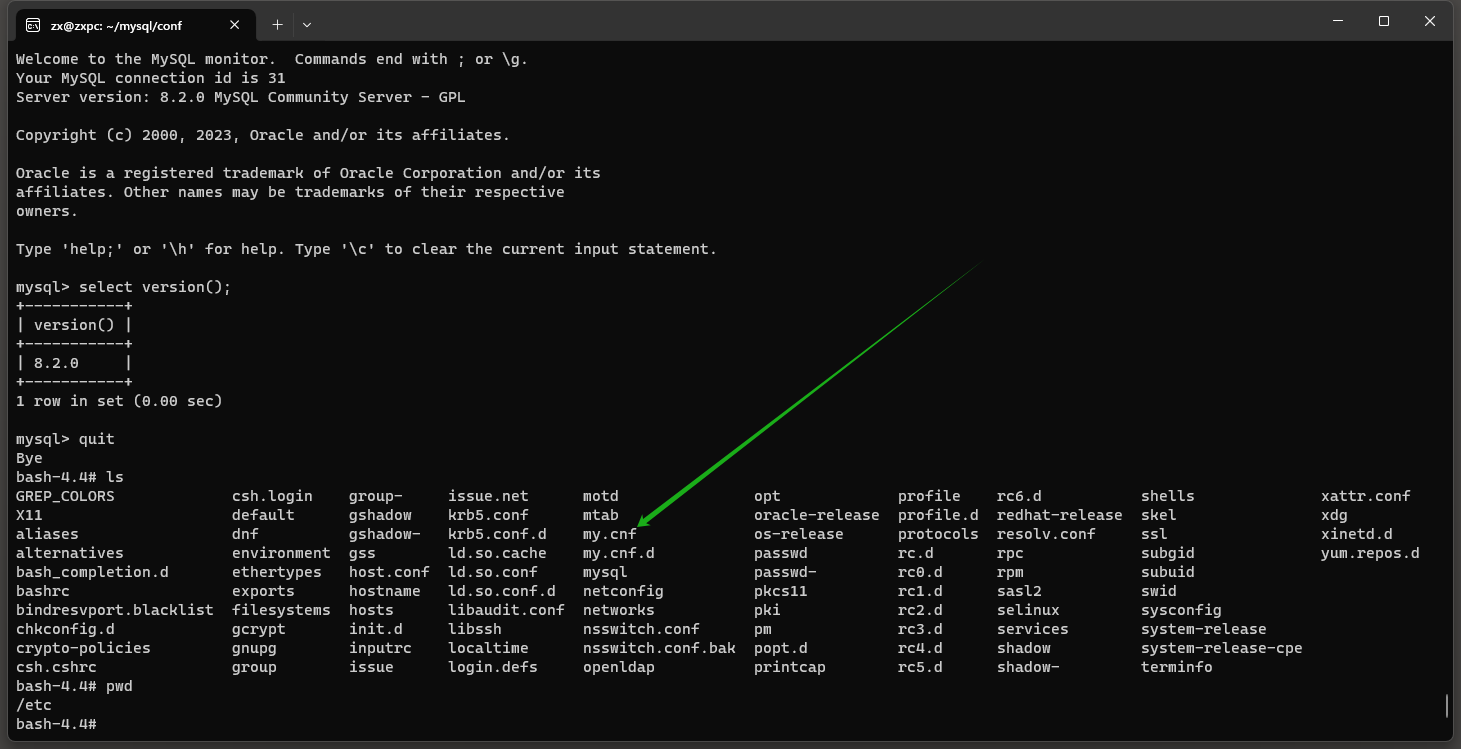 zx@zxpc: ~/mysql/conf
Welcome to the MySQL monitor.  Commands end with ; or \g.
Your MySQL connection id is 31
Server version: 8.2.0 MySQL Community Server - GPL
Copyright (c) 2000, 2023, Oracle and/or its affiliates.
Oracle is a registered trademark of Oracle Corporation and/or its
affiliates. Other names may be trademarks of their respective
owners.
Type 'help;' or '\h' for help. Type '\c' to clear the current input statement.
mysql> select version();
+-----------+
| version() |
+-----------+
| 8.2.0     |
+-----------+
1 row in set (0.00 sec)
mysql> quit
Bye
bash-4.4# ls
GREP_COLORS             csh.login    group-    issue.net      motd              opt             profile    rc6.d           shells              xattr.conf
X11                     default      gshadow   krb5.conf      mtab              oracle-release  profile.d  redhat-release  skel                xdg
aliases                 dnf          gshadow-  krb5.conf.d    my.cnf            os-release      protocols  resolv.conf     ssl                 xinetd.d
alternatives            environment  gss       ld.so.cache    my.cnf.d          passwd          rc.d       rpc             subgid              yum.repos.d
bash_completion.d       ethertypes   host.conf ld.so.conf     mysql             passwd-         rc0.d      rpm             subuid
bashrc                  exports      hostname  ld.so.conf.d   netconfig         pkcs11          rc1.d      sasl2           swid
bindresvport.blacklist  filesystems  hosts     libaudit.conf  networks          pki             rc2.d      selinux         sysconfig
chkconfig.d             gcrypt       init.d    libssh         nsswitch.conf     pm              rc3.d      services        system-release
crypto-policies         gnupg        inputrc   localtime      nsswitch.conf.bak popt.d          rc4.d      shadow          system-release-cpe
csh.cshrc               group        issue     login.defs     openldap          printcap        rc5.d      shadow-         terminfo
bash-4.4# pwd
/etc
bash-4.4#